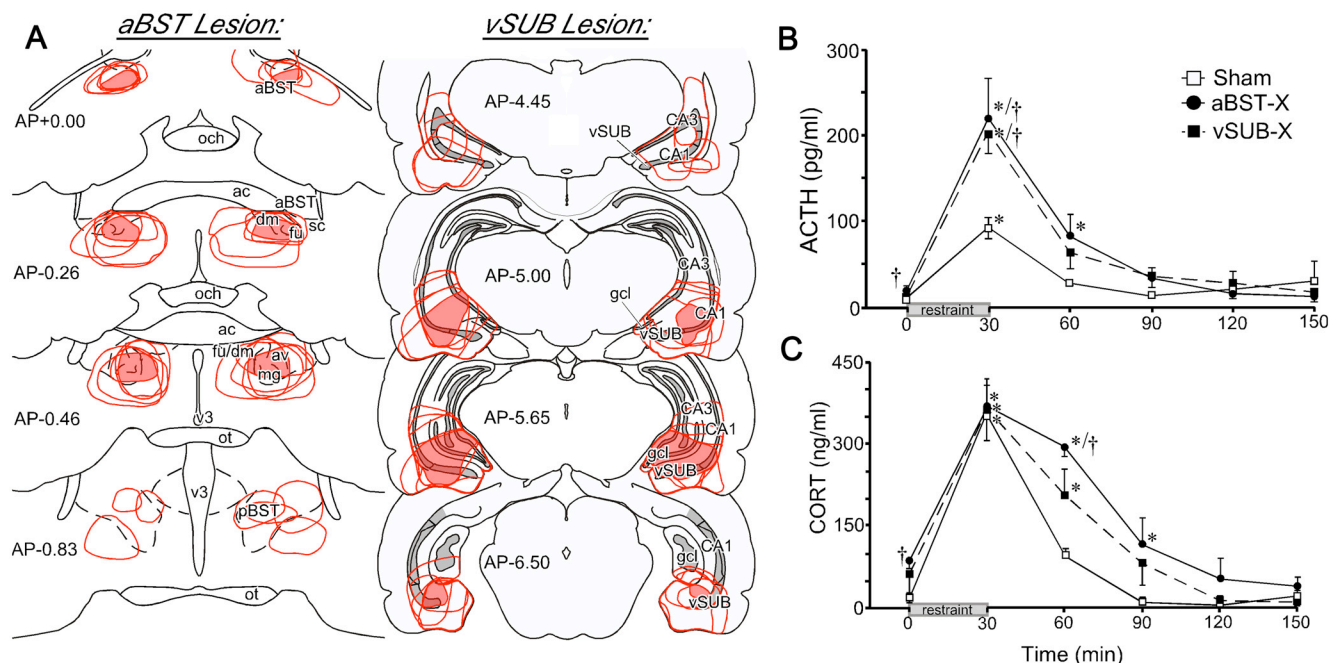 A
aBST Lesion:
aBST
AP+0.00
och
ac
aBST
dm
fu
sc
AP-0.26
och
ac
fu/dm
av
mg
AP-0.46
v3
ot
v3
pBST
AP-0.83
ot
vSUB Lesion:
AP-4.45
vSUB
CA3
CA1
AP-5.00
CA3
gcl
CA1
vSUB
AP-5.65
CA3
CA1
gcl
vSUB
AP-6.50
CA1
gcl
vSUB
B
300
200
100
0
ACTH (pg/ml)
Sham
aBST-X
vSUB-X
*/†
*/†
*
*
†
restraint
0 30 60 90 120 150
C
450
300
150
0
CORT (ng/ml)
*
*
*
*/†
*
*
†
restraint
0 30 60 90 120 150
Time (min)